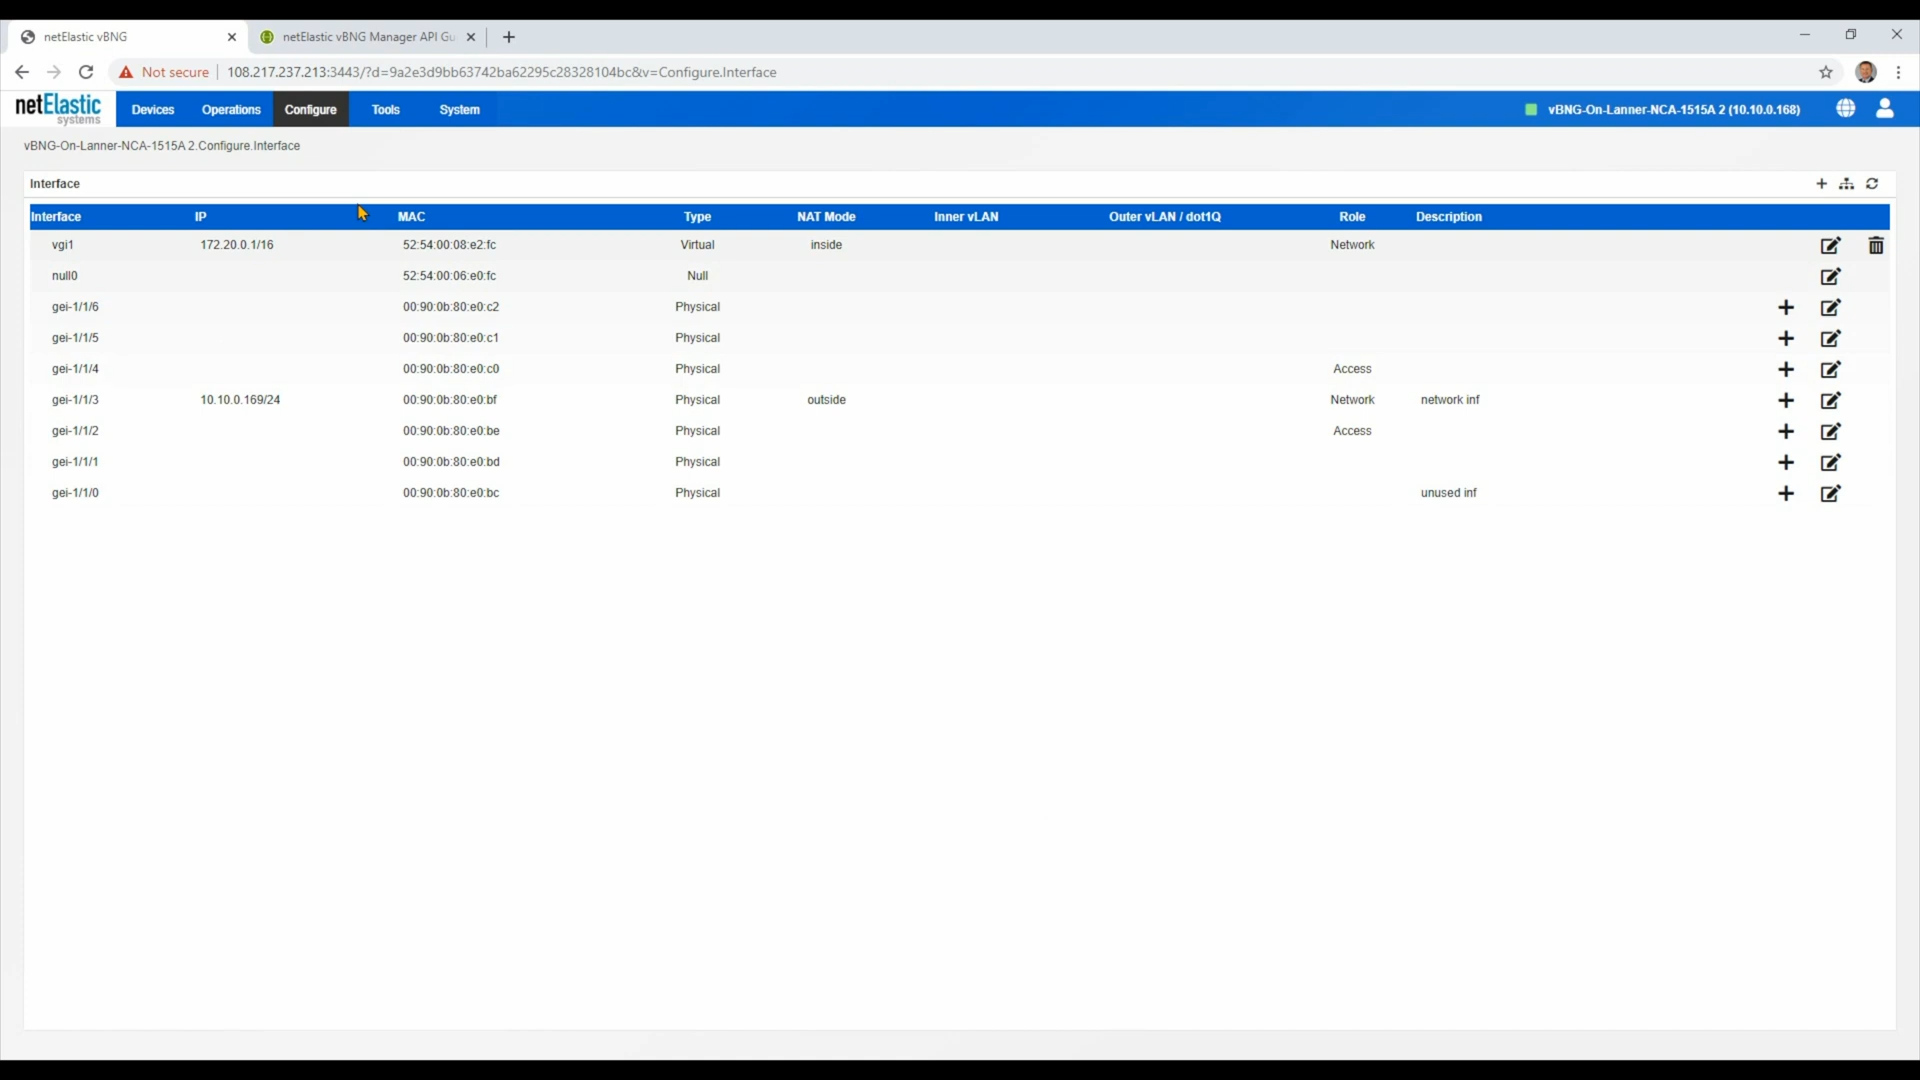 netElastic vBNG
netElastic vBNG Manager API Gu
Not secure
108.217.237.213:3443/?d=9a2e3d9bb63742ba62295c28328104bc&v=Configure.Interface
netElastic systems
Devices Operations Configure Tools System
vBNG-On-Lanner-NCA-1515A 2 (10.10.0.168)
vBNG-On-Lanner-NCA-1515A 2.Configure.Interface
Interface
Interface IP MAC Type NAT Mode Inner vLAN Outer vLAN / dot1Q Role Description
vgi1 172.20.0.1/16 52:54:00:08:e2:fc Virtual inside Network
null0 52:54:00:06:e0:fc Null
gei-1/1/6 00:90:0b:80:e0:c2 Physical
gei-1/1/5 00:90:0b:80:e0:c1 Physical
gei-1/1/4 00:90:0b:80:e0:c0 Physical Access
gei-1/1/3 10.10.0.169/24 00:90:0b:80:e0:bf Physical outside Network network inf
gei-1/1/2 00:90:0b:80:e0:be Physical Access
gei-1/1/1 00:90:0b:80:e0:bd Physical
gei-1/1/0 00:90:0b:80:e0:bc Physical unused inf